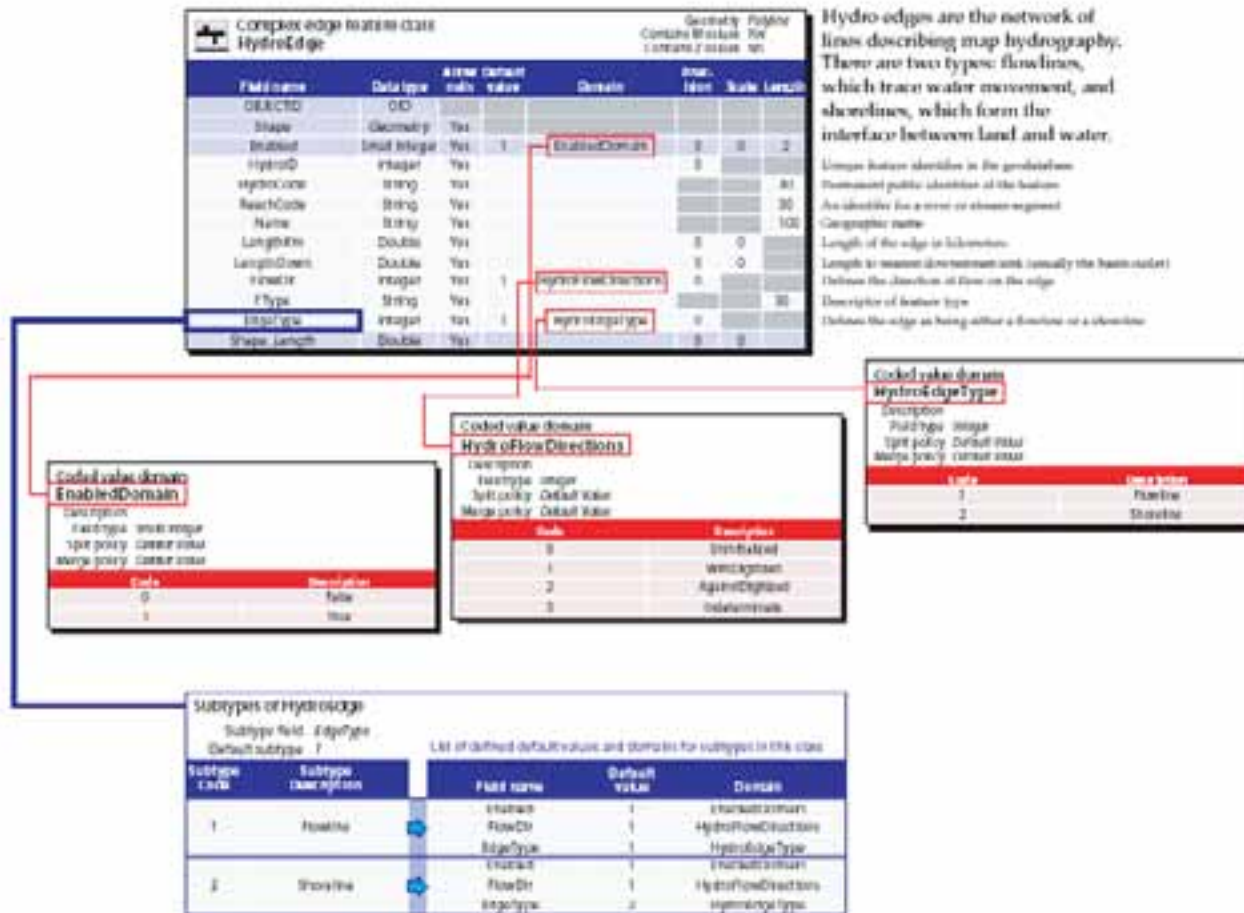 Complex edge feature class
HydroEdge
Geometry Polyline
Contains M values
Contains Z values
Field name Data type Allow nulls Default value Domain Scale Length
OBJECTID OID
Shape Geometry Yes
Enabled Small Integer Yes 1 EnabledDomain 0 0 2
HydroID Integer Yes 0
HydroCode String Yes
ReachCode String Yes 30
Name String Yes 100
LengthKm Double Yes 0 0
LengthDown Double Yes 0 0
FlowDir Integer Yes 1 HydroFlowDirections 0
FType String Yes 30
EdgeType Integer Yes 1 HydroEdgeType 0
Shape_Length Double Yes 0 0
Hydro edges are the network of
lines describing map hydrography.
There are two types: flowlines,
which trace water movement, and
shorelines, which form the
interface between land and water.
Unique feature identifier in the geodatabase
Permanent public identifier of the feature
An identifier for a river or stream segment
Geographic name
Length of the edge in kilometers
Length to nearest downstream sink (usually the basin outlet)
Defines the direction of flow on the edge
Descriptor of feature type
Defines the edge as being either a flowline or a shoreline
Coded value domain
HydroEdgeType
Description
Field type Integer
Split policy Default Value
Merge policy Default Value
Code Description
1 Flowline
2 Shoreline
Coded value domain
HydroFlowDirections
Description
Field type Integer
Split policy Default Value
Merge policy Default Value
Code Description
0 Uninitialized
1 WithDigitized
2 AgainstDigitized
3 Indeterminate
Coded value domain
EnabledDomain
Description
Field type Small Integer
Split policy Default Value
Merge policy Default Value
Code Description
0 False
1 True
Subtypes of HydroEdge
Subtype field EdgeType
Default subtype 1
List of defined default values and domains for subtypes in this class
Subtype Code Subtype Description Field name Default value Domain
Enabled 1 EnabledDomain
1 Flowline FlowDir 1 HydroFlowDirections
EdgeType 1 HydroEdgeType
Enabled 1 EnabledDomain
2 Shoreline FlowDir 1 HydroFlowDirections
EdgeType 2 HydroEdgeType